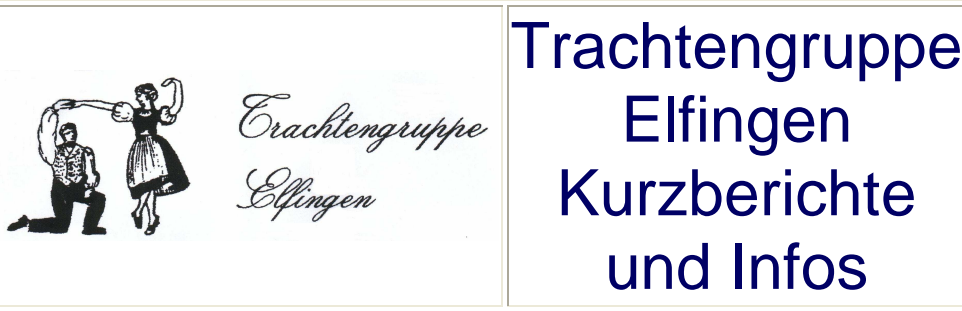 Trachtengruppe
Elfingen
Trachtengruppe
Elfingen
Kurzberichte
und Infos